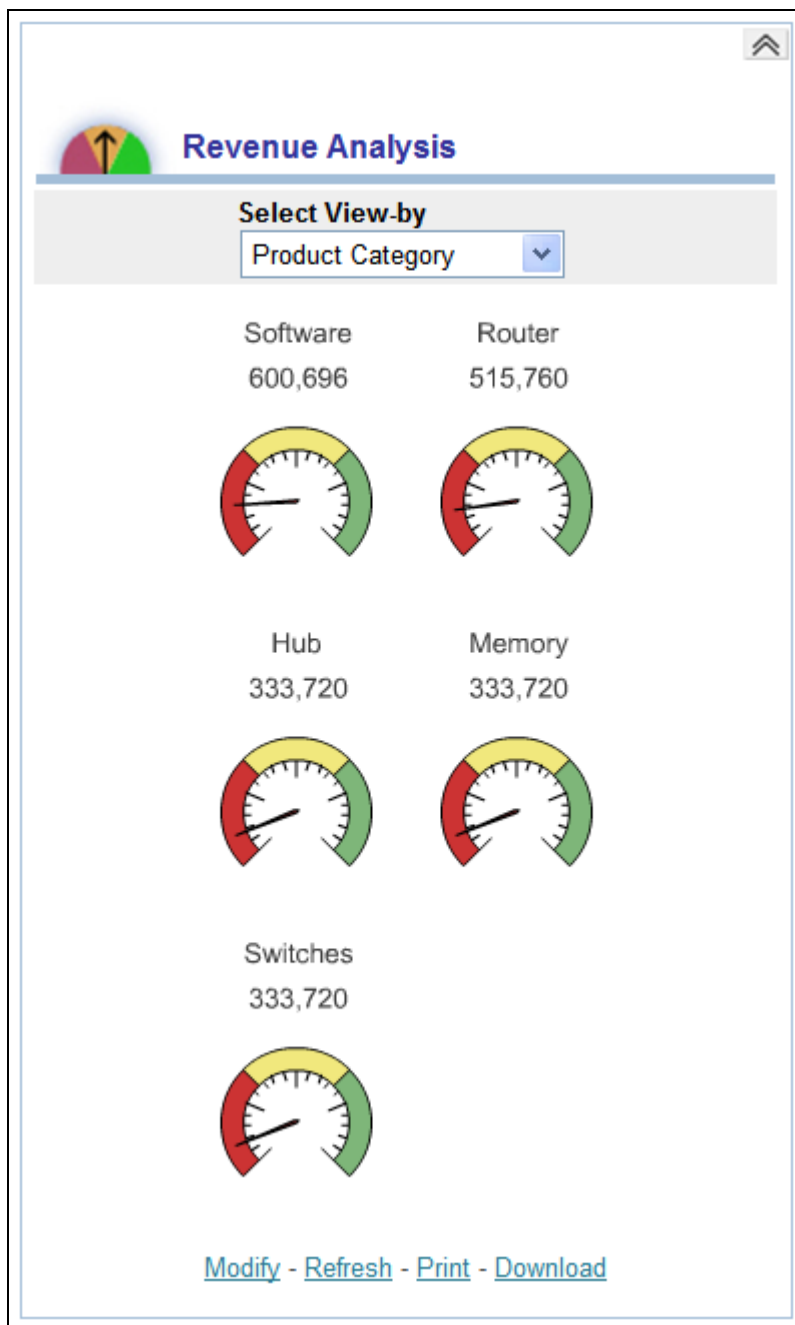 Revenue Analysis
Select View-by
Product Category
Software Router
600,696 515,760
Hub Memory
333,720 333,720
Switches
333,720
Modify - Refresh - Print - Download